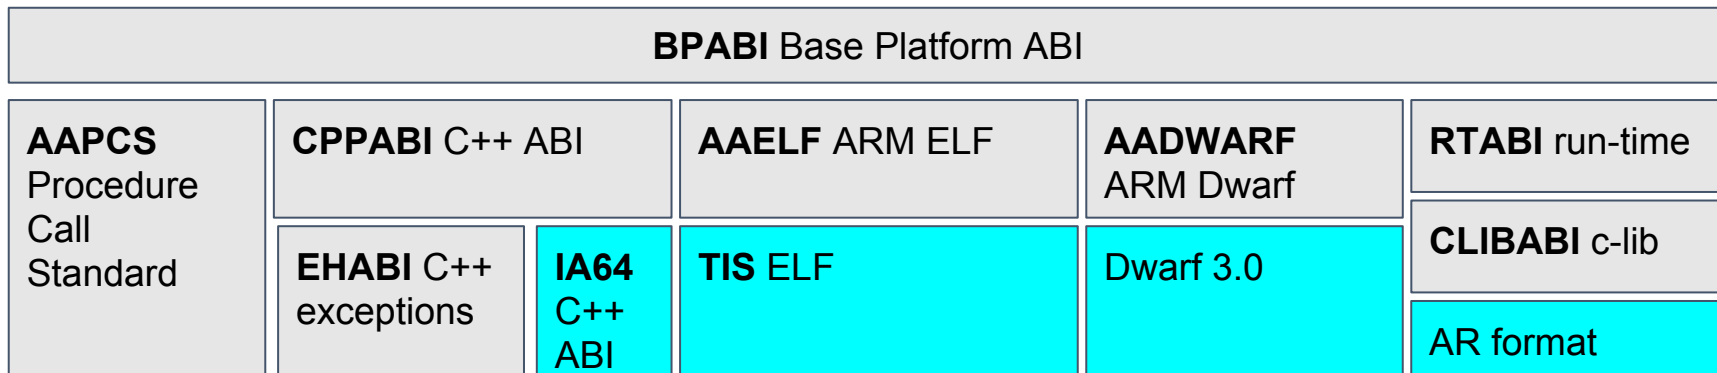 BPABI Base Platform ABI
AAPCS
Procedure
Call
Standard
CPPABI C++ ABI
EHABI C++
exceptions
IA64
C++
ABI
AAELF ARM ELF
TIS ELF
AADWARF
ARM Dwarf
Dwarf 3.0
RTABI run-time
CLIBABI c-lib
AR format